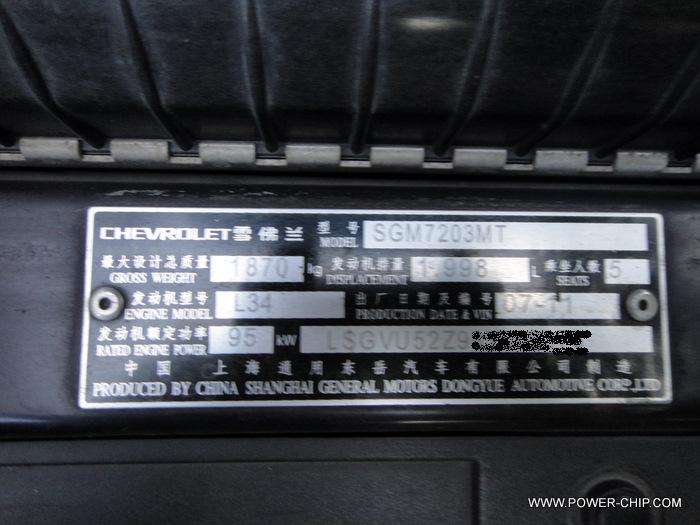 CHEVROLET雪佛兰 型号 MODEL SGM7203MT
最大设计总质量 GROSS WEIGHT 1870 kg 发动机排量 DISPLACEMENT 1.998 L 乘坐人数 SEATS 5
发动机型号 ENGINE MODEL L34 出厂日期及编号 PRODUCTION DATE & VIN 07-11
发动机额定功率 RATED ENGINE POWER 95 kW LSGVU52Z9
中国 上海通用东岳汽车有限公司制造
PRODUCED BY CHINA SHANGHAI GENERAL MOTORS DONGYUE AUTOMOTIVE CORP.,LTD
WWW.POWER-CHIP.COM